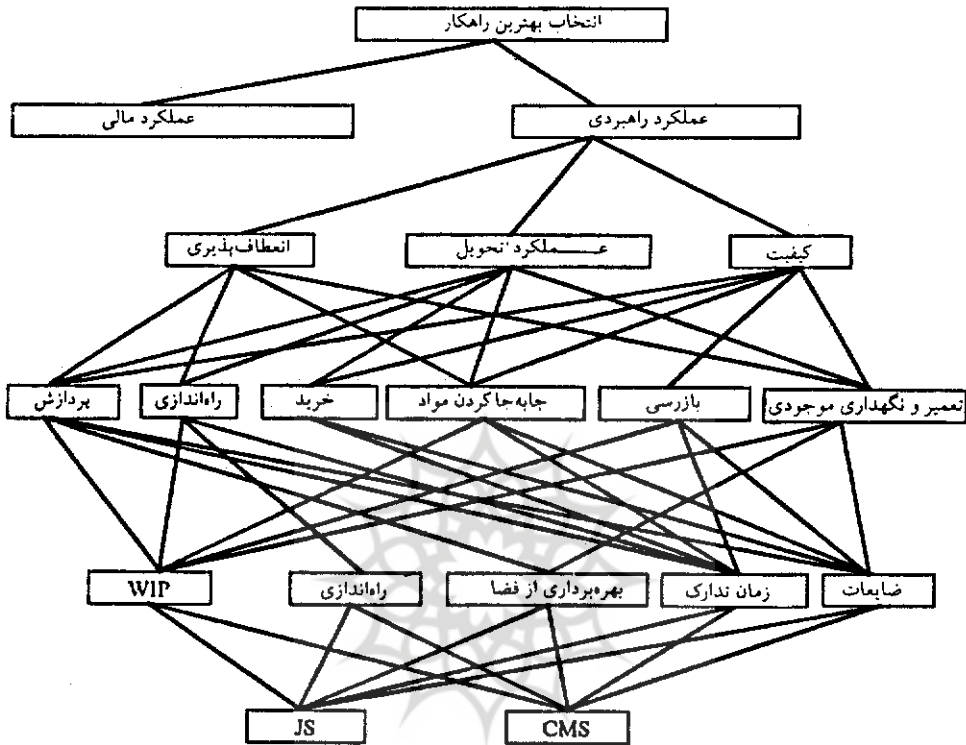 انتخاب بهترین راهکار
عملکرد راهبردی
عملکرد مالی
کیفیت
عـــــملکرد تحویل
انعطاف‌پذیری
تعمیر و نگهداری موجودی
بازرسی
جابه‌جا کردن مواد
خرید
راه‌اندازی
پردازش
ضایعات
زمان تدارک
بهره‌برداری از فضا
راه‌اندازی
WIP
CMS
JS